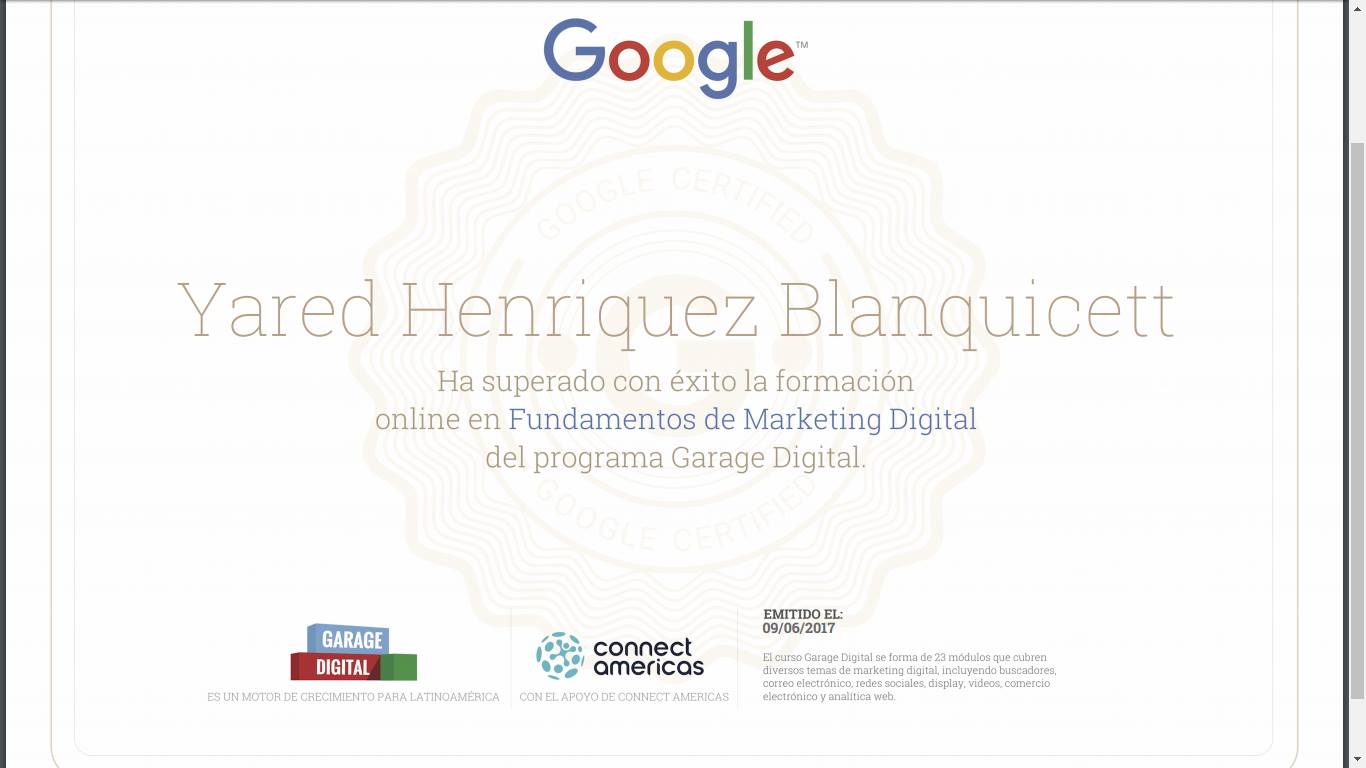 Google™
GOOGLE CERTIFIED
Yared Henriquez Blanquicett
Ha superado con éxito la formación
online en Fundamentos de Marketing Digital
del programa Garage Digital.
GOOGLE CERTIFIED
GARAGE
DIGITAL
ES UN MOTOR DE CRECIMIENTO PARA LATINOAMÉRICA
connect
americas
CON EL APOYO DE CONNECT AMERICAS
EMITIDO EL:
09/06/2017
El curso Garage Digital se forma de 23 módulos que cubren
diversos temas de marketing digital, incluyendo buscadores,
correo electrónico, redes sociales, display, videos, comercio
electrónico y analítica web.